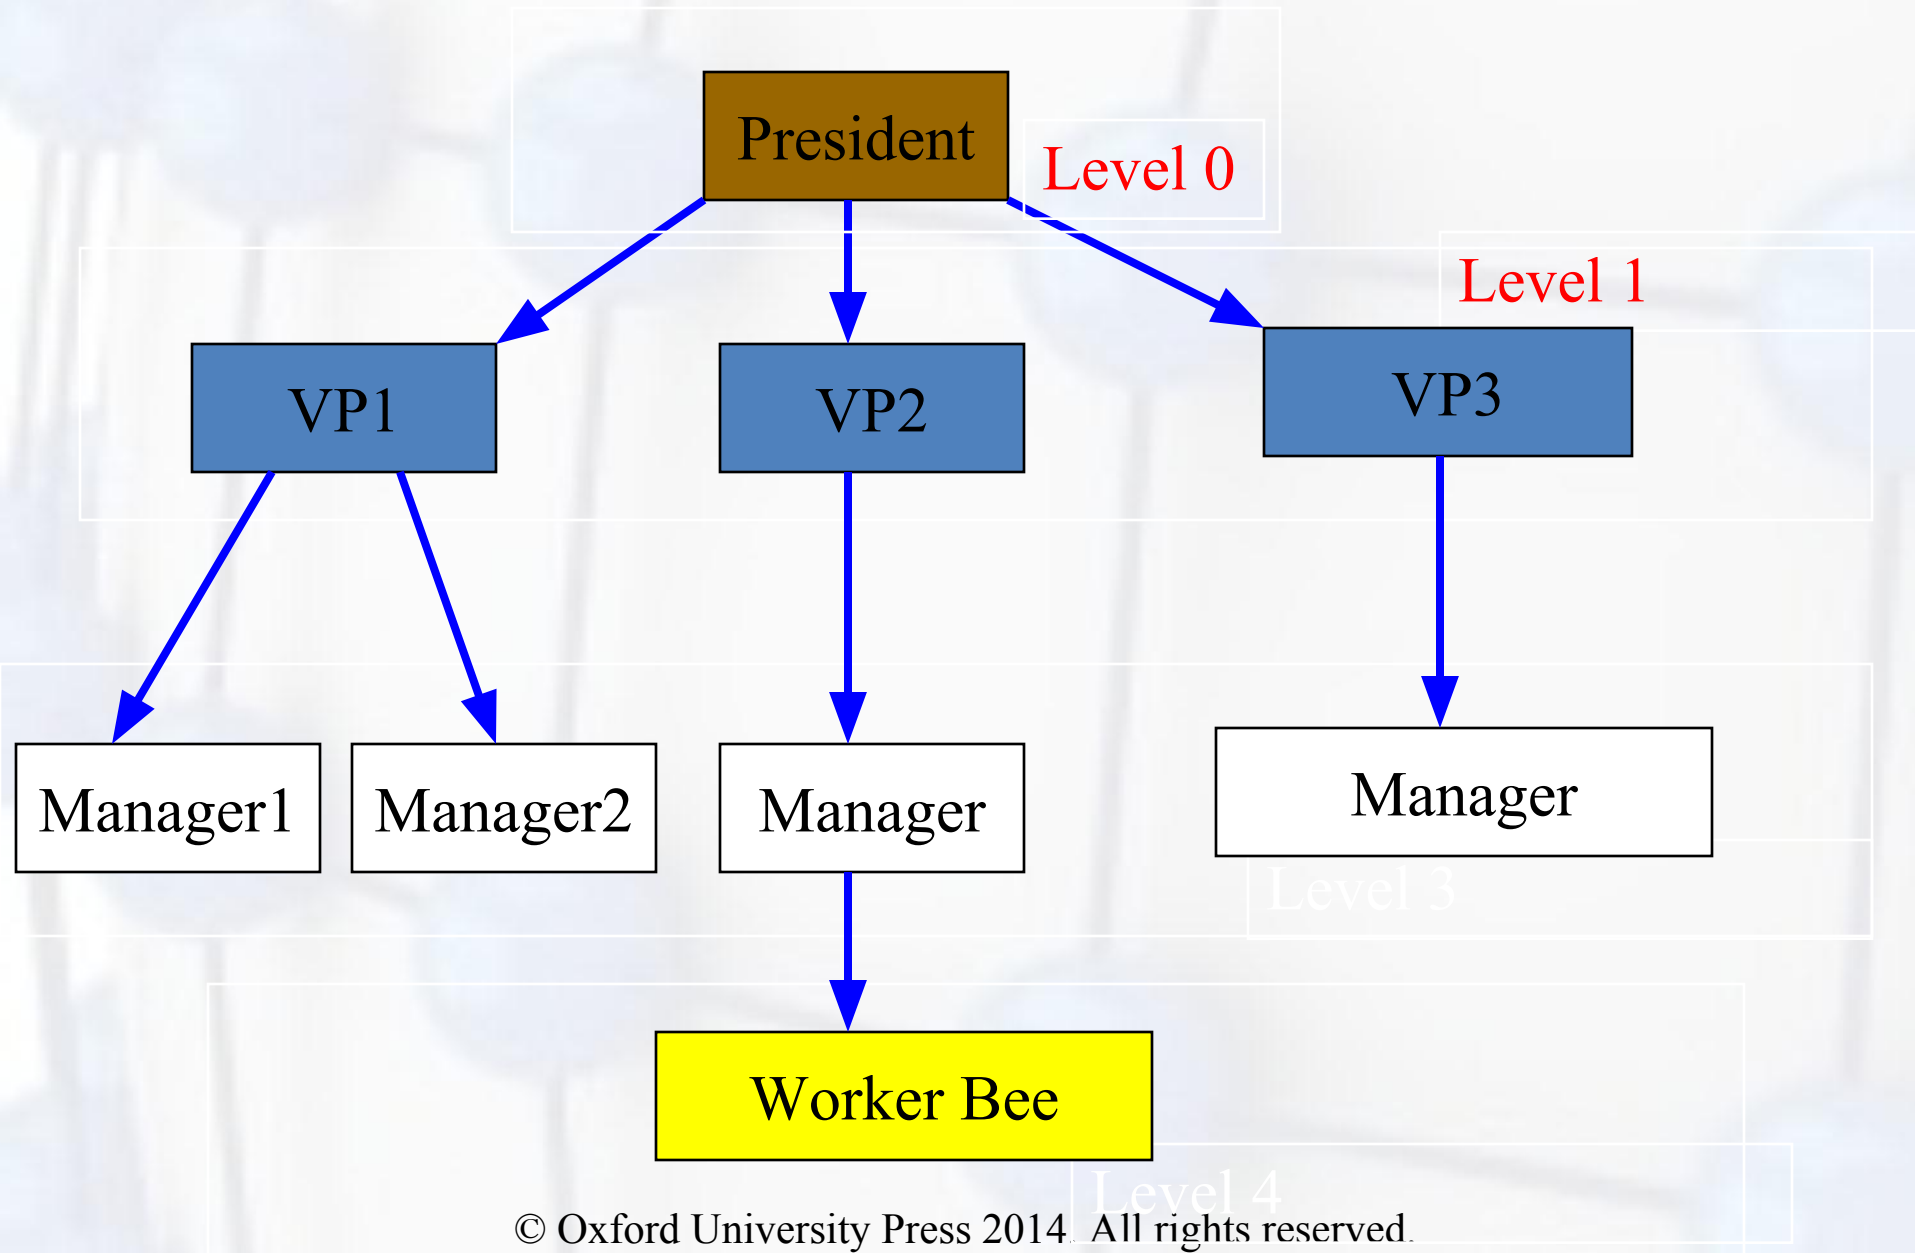 President
Level 0
Level 1
VP1
VP2
VP3
Manager1
Manager2
Manager
Manager
Level 3
Worker Bee
Level 4
© Oxford University Press 2014. All rights reserved.